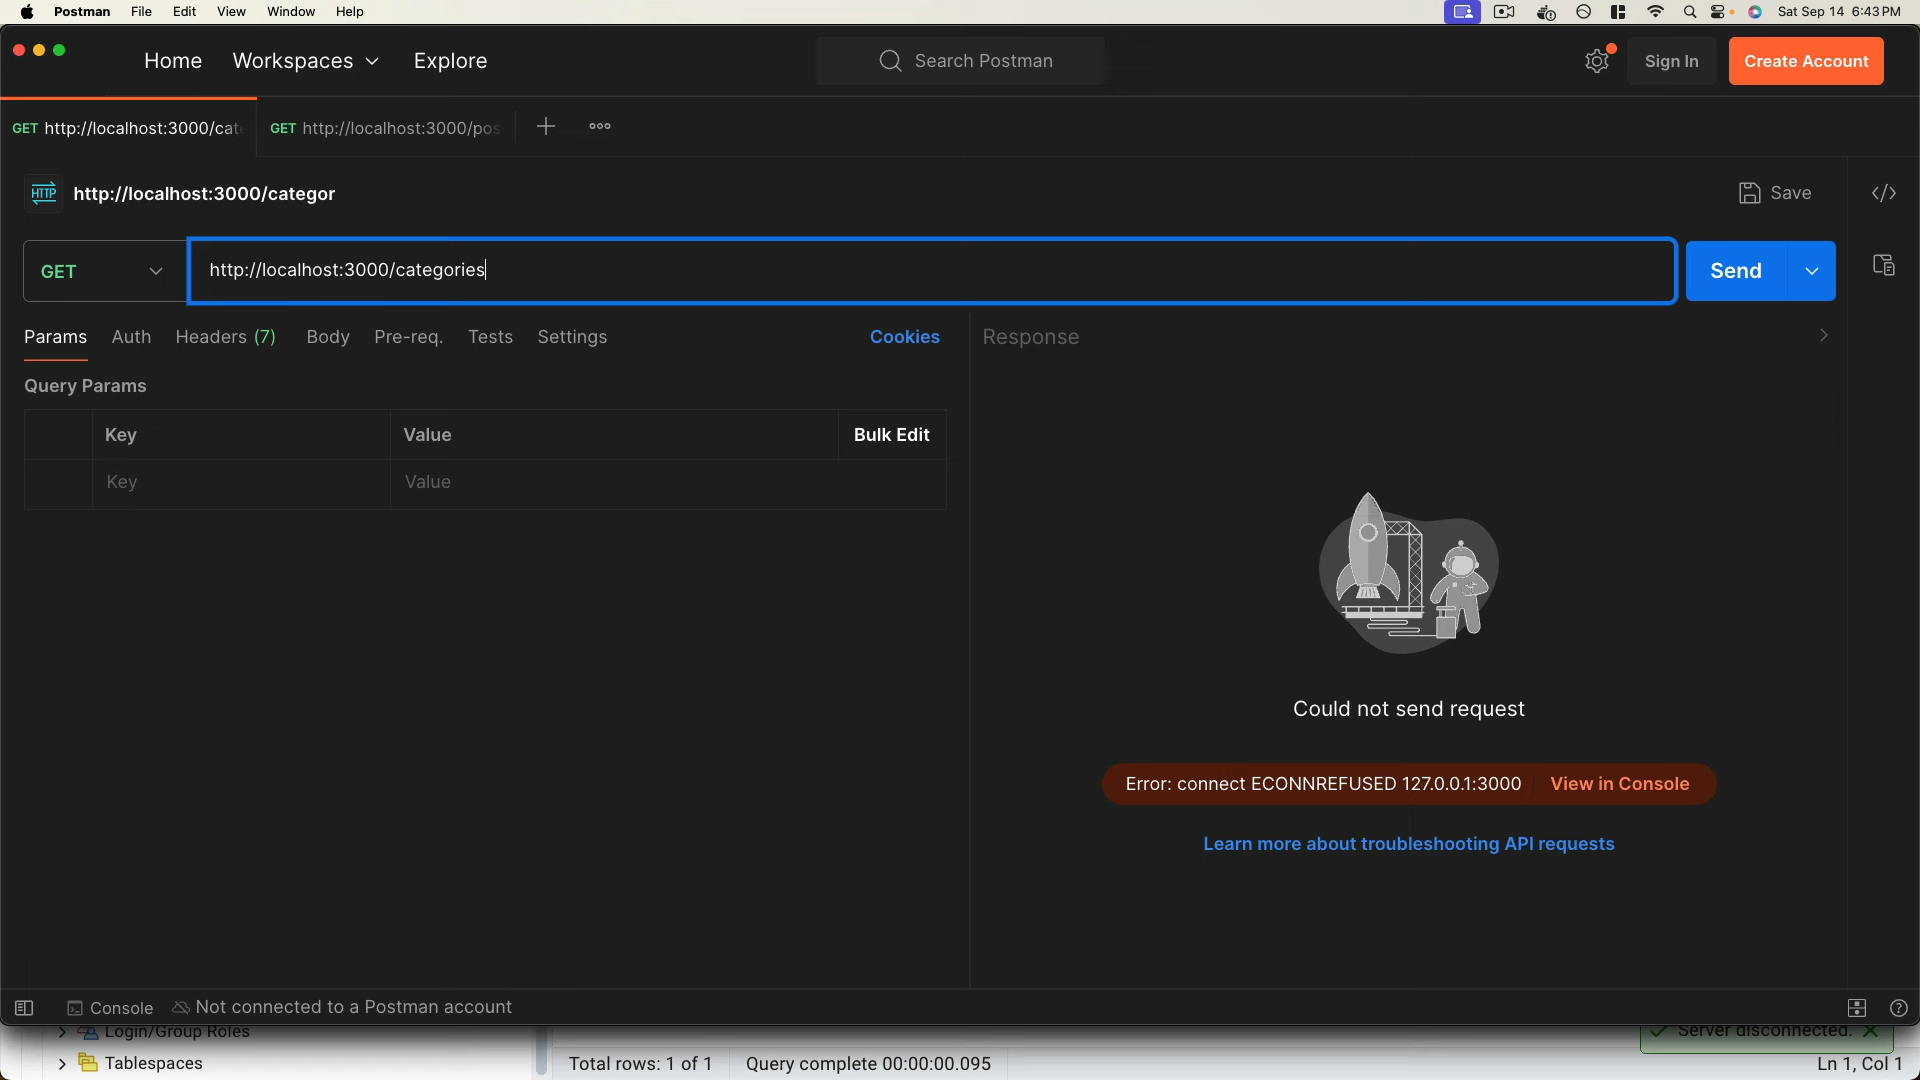 Postman File Edit View Window Help Sat Sep 14 6:43 PM
Home Workspaces Explore Search Postman Sign In Create Account
GET http://localhost:3000/cat GET http://localhost:3000/pos
HTTP http://localhost:3000/categor Save </>
GET http://localhost:3000/categories Send
Params Auth Headers (7) Body Pre-req. Tests Settings Cookies Response
Query Params
Key Value Bulk Edit
Key Value
Could not send request
Error: connect ECONNREFUSED 127.0.0.1:3000 View in Console
Learn more about troubleshooting API requests
Console Not connected to a Postman account
Login/Group Roles Server disconnected.
Tablespaces Total rows: 1 of 1 Query complete 00:00:00.095 Ln 1, Col 1